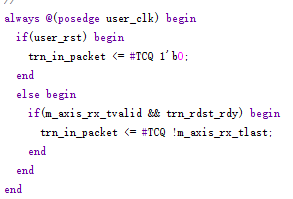 //
always @(posedge user_clk) begin
  if(user_rst) begin
    trn_in_packet <= #TCQ 1'b0;
  end
  else begin
    if(m_axis_rx_tvalid && trn_rdst_rdy) begin
      trn_in_packet <= #TCQ !m_axis_rx_tlast;
    end
  end
end